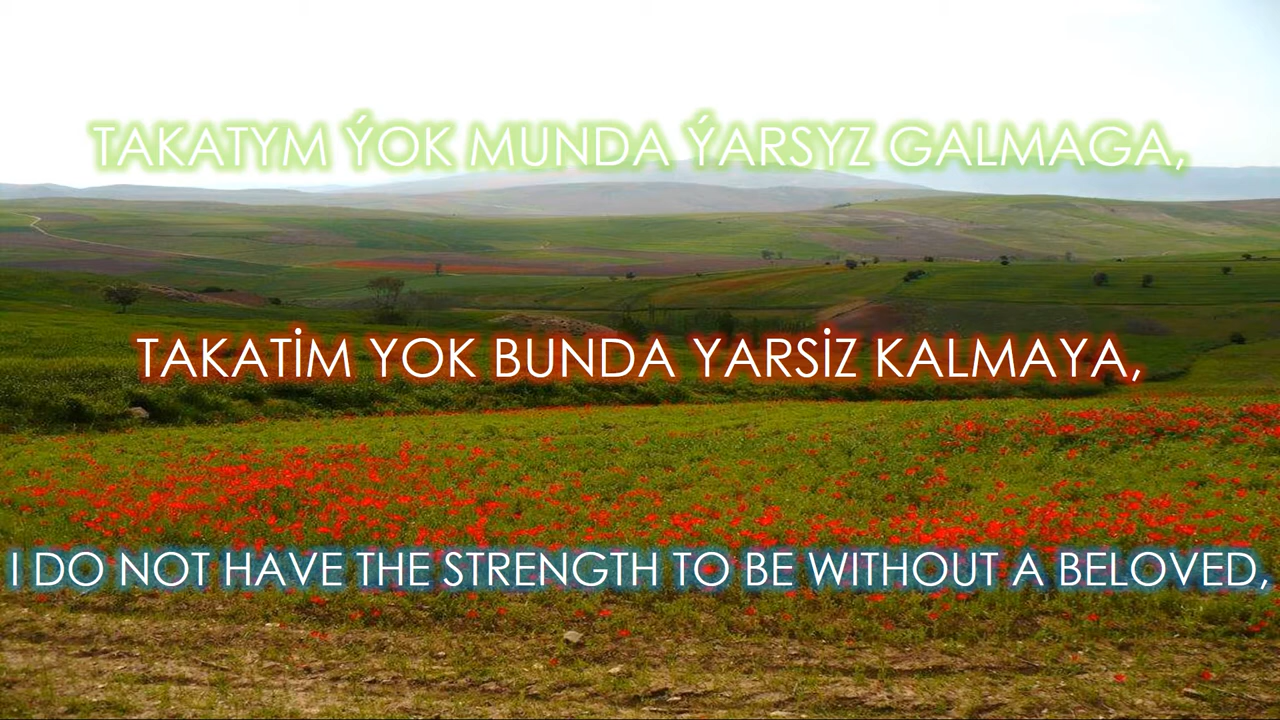 TAKATYM ÝOK MUNDA ÝARSYZ GALMAGA,
TAKATİM YOK BUNDA YARSİZ KALMAYA,
I DO NOT HAVE THE STRENGTH TO BE WITHOUT A BELOVED,